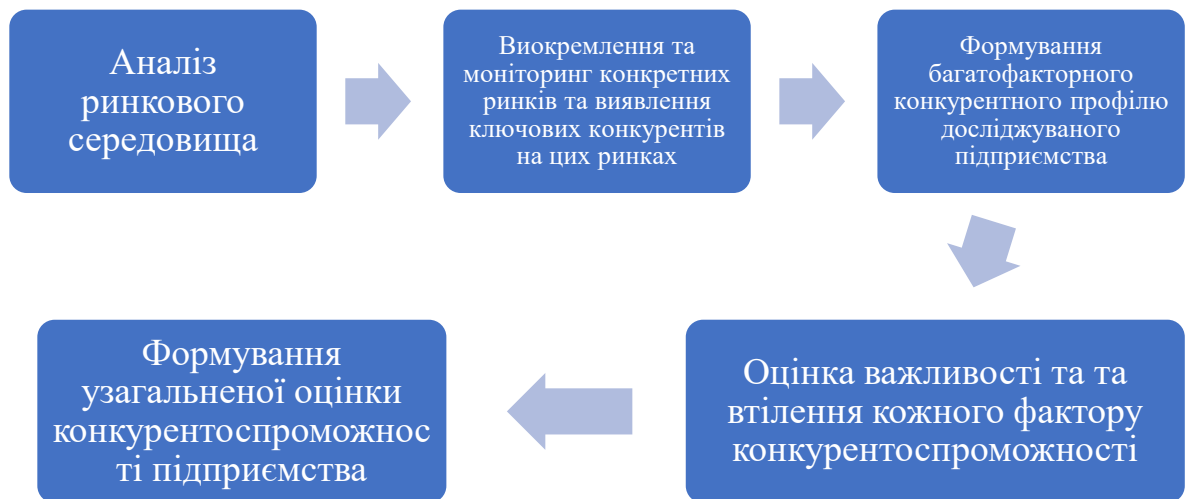 Аналіз
ринкового
середовища
Виокремлення та
моніторинг конкретних
ринків та виявлення
ключових конкурентів
на цих ринках
Формування
багатофакторного
конкурентного профілю
досліджуваного
підприємства
Оцінка важливості та та
втілення кожного фактору
конкурентоспроможності
Формування
узагальненої оцінки
конкурентоспроможнос
ті підприємства